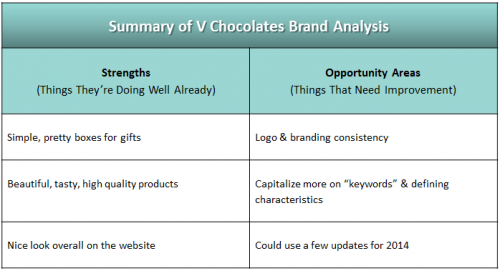 Summary of V Chocolates Brand Analysis
Strengths
(Things They're Doing Well Already)
Opportunity Areas
(Things That Need Improvement)
Simple, pretty boxes for gifts
Logo & branding consistency
Beautiful, tasty, high quality products
Capitalize more on “keywords” & defining
characteristics
Nice look overall on the website
Could use a few updates for 2014